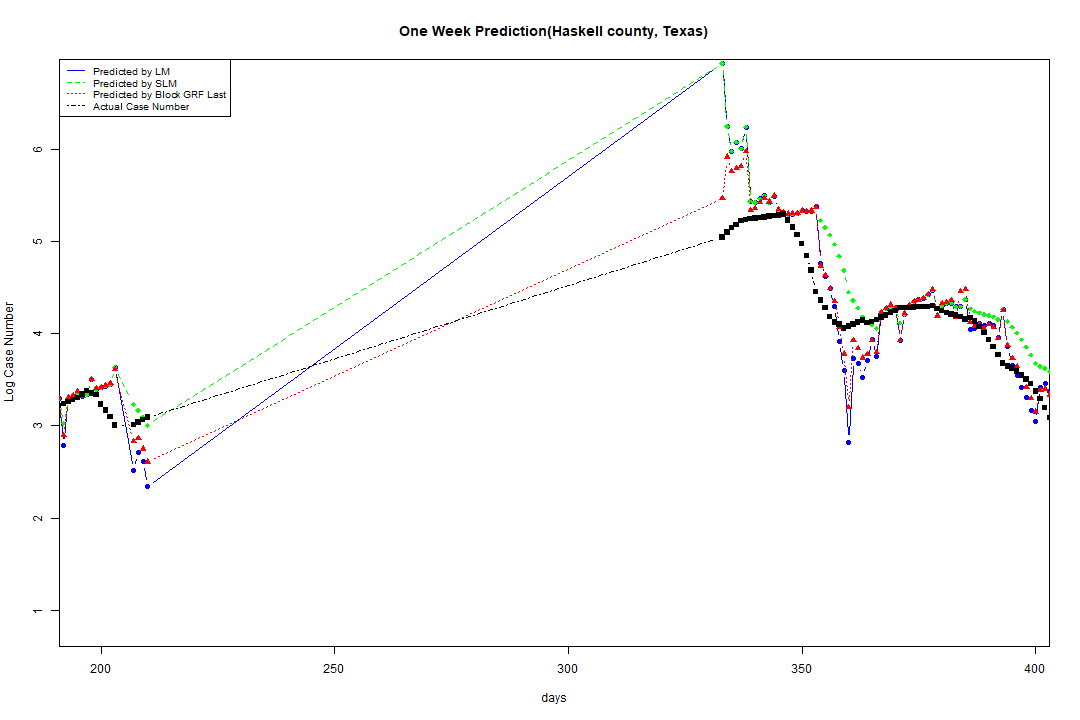 One Week Prediction(Haskell county, Texas)
Predicted by LM
Predicted by SLM
Predicted by Block GRF Last
Actual Case Number
Log Case Number
6
5
4
3
2
1
200
250
300
350
400
days